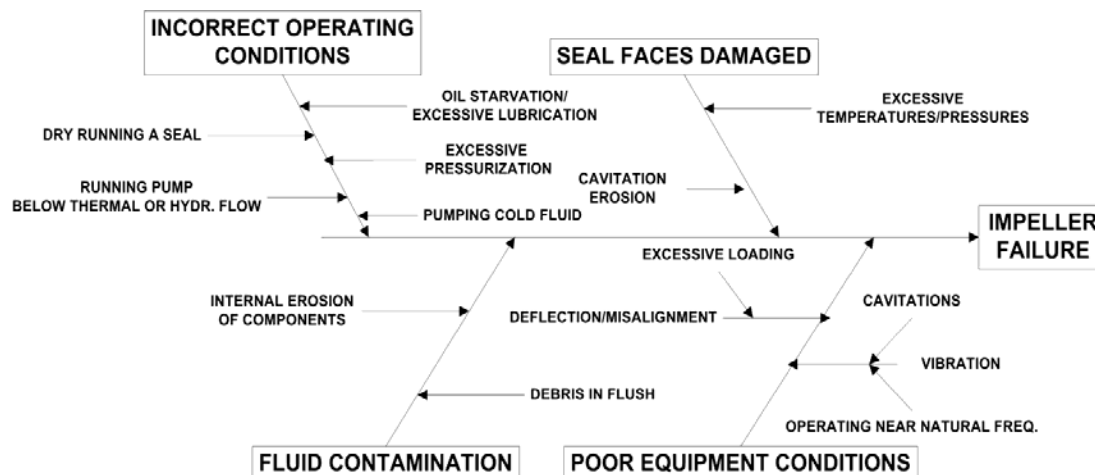 INCORRECT OPERATING
CONDITIONS
SEAL FACES DAMAGED
OIL STARVATION/
EXCESSIVE LUBRICATION
EXCESSIVE
TEMPERATURES/PRESSURES
DRY RUNNING A SEAL
EXCESSIVE
PRESSURIZATION
CAVITATION
EROSION
RUNNING PUMP
BELOW THERMAL OR HYDR. FLOW
PUMPING COLD FLUID
IMPELLER
FAILURE
EXCESSIVE LOADING
INTERNAL EROSION
OF COMPONENTS
DEFLECTION/MISALIGNMENT
CAVITATIONS
VIBRATION
DEBRIS IN FLUSH
OPERATING NEAR NATURAL FREQ.
FLUID CONTAMINATION
POOR EQUIPMENT CONDITIONS